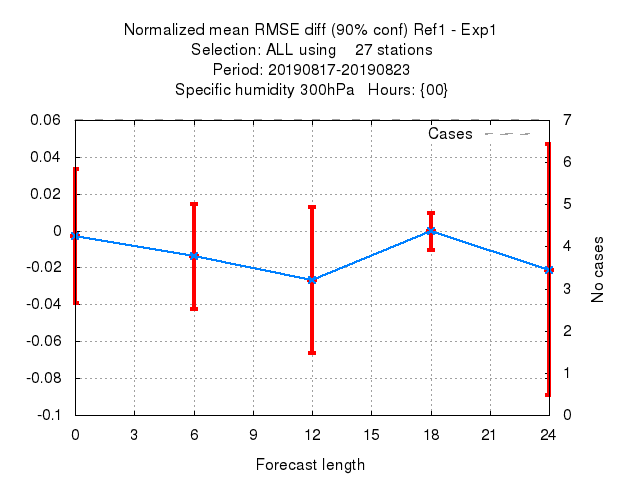 Normalized mean RMSE diff (90% conf) Ref1 - Exp1
Selection: ALL using    27 stations
Period: 20190817-20190823
Specific humidity 300hPa   Hours: {00}
Cases
0.06
0.04
0.02
0
-0.02
-0.04
-0.06
-0.08
-0.1
7
6
5
4
3
2
1
0
No cases
0 3 6 9 12 15 18 21 24
Forecast length